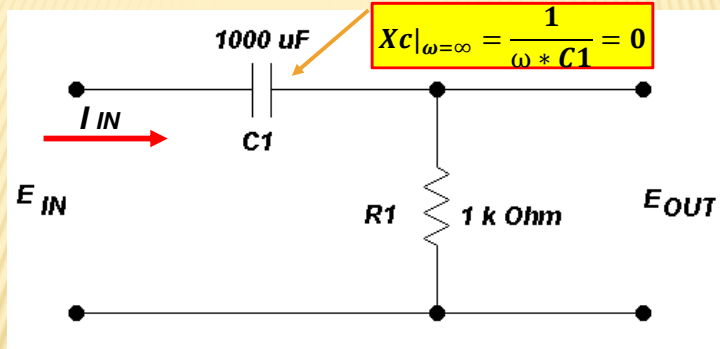 1000 uF
Xc|ω=∞ = 1 / ω * C1 = 0
I IN
C1
E IN
R1
1 k Ohm
E OUT